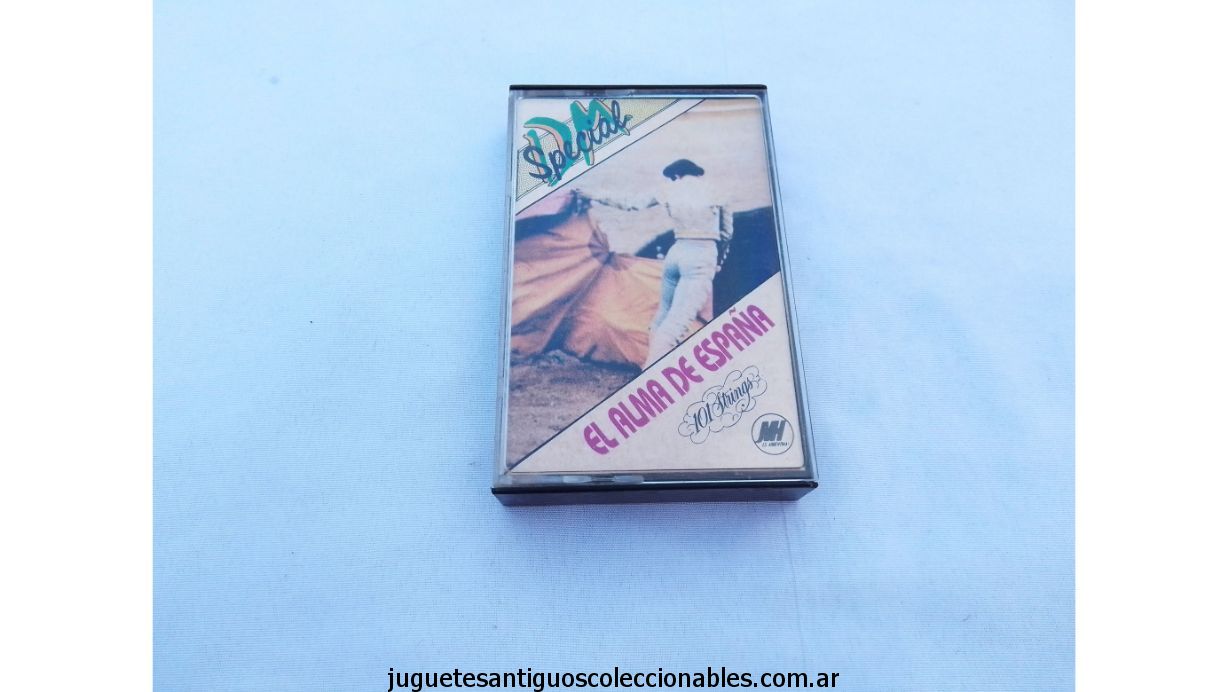 DM
Special
EL ALMA DE ESPAÑA
101 Strings
MH
juguetesantiguoscoleccionables.com.ar